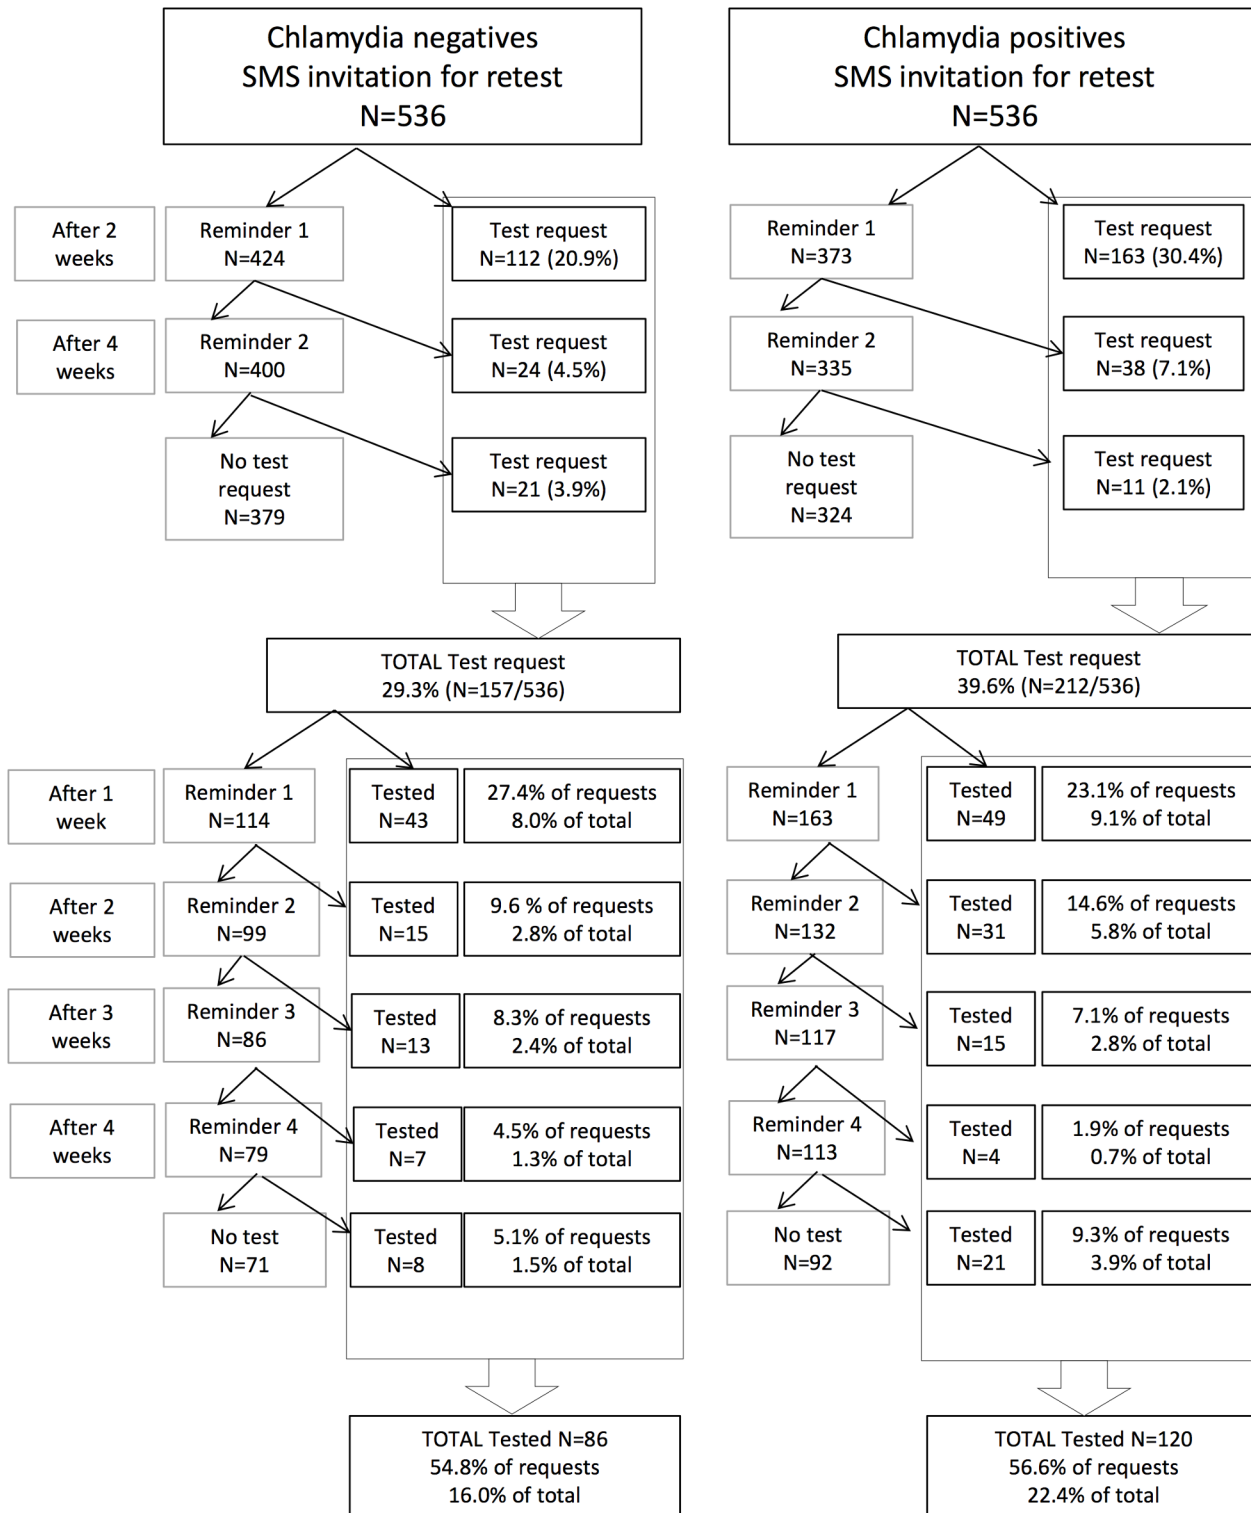 Chlamydia negatives
SMS invitation for retest
N=536
Chlamydia positives
SMS invitation for retest
N=536
After 2
weeks
Reminder 1
N=424
Test request
N=112 (20.9%)
Reminder 1
N=373
Test request
N=163 (30.4%)
After 4
weeks
Reminder 2
N=400
Test request
N=24 (4.5%)
Reminder 2
N=335
Test request
N=38 (7.1%)
No test
request
N=379
Test request
N=21 (3.9%)
No test
request
N=324
Test request
N=11 (2.1%)
TOTAL Test request
29.3% (N=157/536)
TOTAL Test request
39.6% (N=212/536)
After 1
week
Reminder 1
N=114
Tested
N=43
27.4% of requests
8.0% of total
Reminder 1
N=163
Tested
N=49
23.1% of requests
9.1% of total
After 2
weeks
Reminder 2
N=99
Tested
N=15
9.6 % of requests
2.8% of total
Reminder 2
N=132
Tested
N=31
14.6% of requests
5.8% of total
After 3
weeks
Reminder 3
N=86
Tested
N=13
8.3% of requests
2.4% of total
Reminder 3
N=117
Tested
N=15
7.1% of requests
2.8% of total
After 4
weeks
Reminder 4
N=79
Tested
N=7
4.5% of requests
1.3% of total
Reminder 4
N=113
Tested
N=4
1.9% of requests
0.7% of total
No test
N=71
Tested
N=8
5.1% of requests
1.5% of total
No test
N=92
Tested
N=21
9.3% of requests
3.9% of total
TOTAL Tested N=86
54.8% of requests
16.0% of total
TOTAL Tested N=120
56.6% of requests
22.4% of total